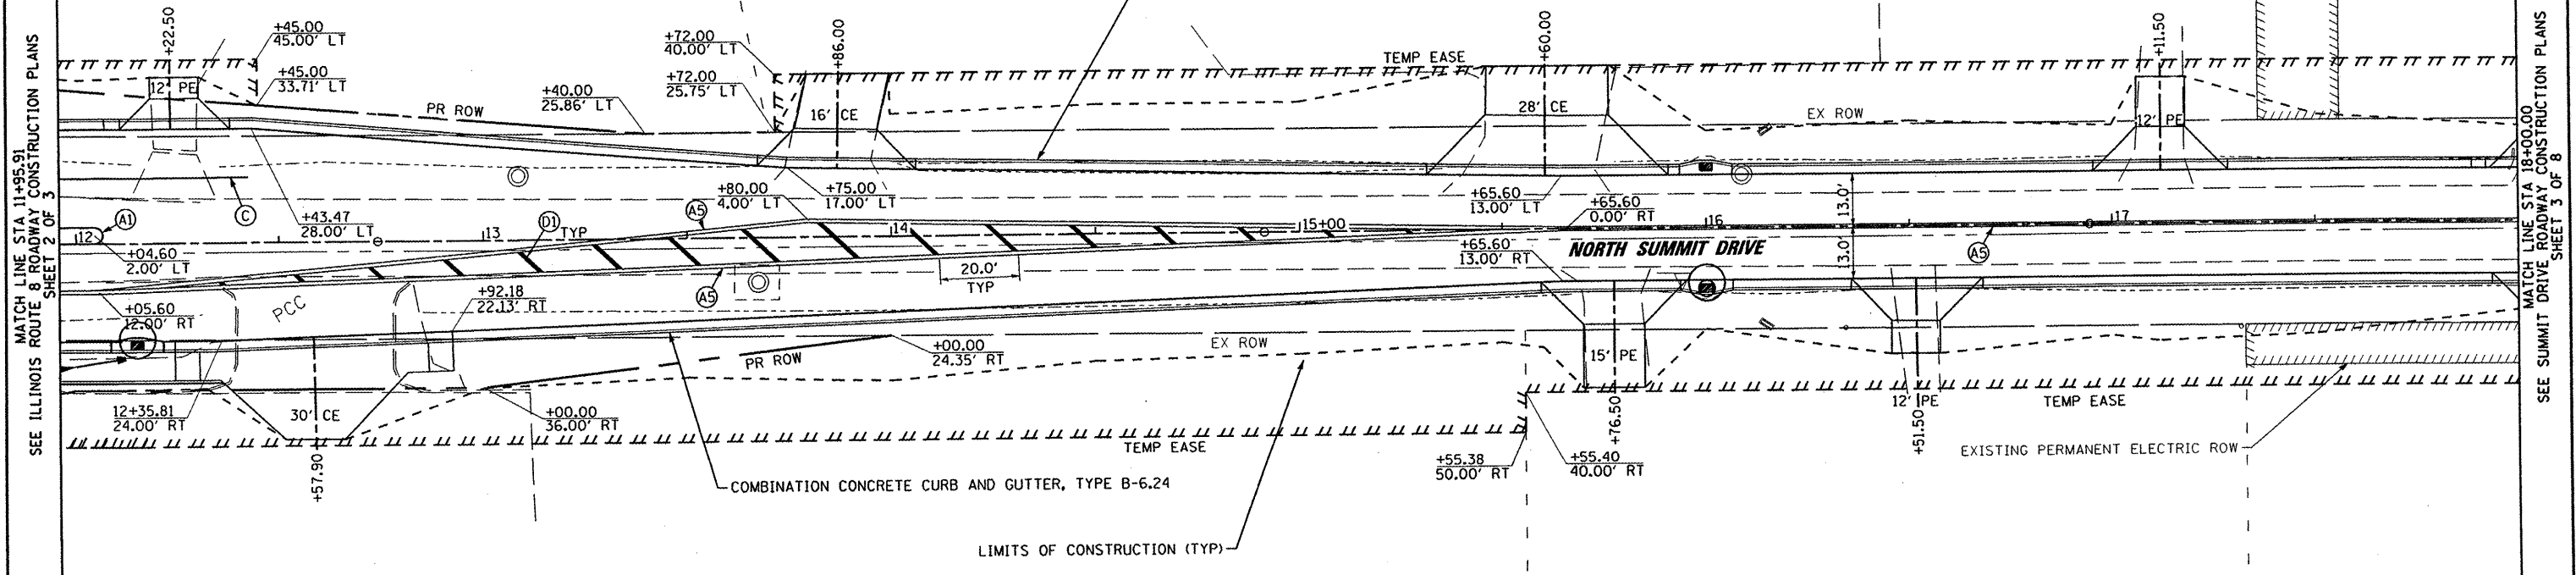 MATCH LINE STA 11+95.91
SEE ILLINOIS ROUTE 8 ROADWAY CONSTRUCTION PLANS
SHEET 2 OF 3
+22.50
+45.00
45.00' LT
+45.00
33.71' LT
12' PE
PR ROW
+40.00
25.86' LT
+72.00
40.00' LT
+72.00
25.75' LT
+86.00
16' CE
TEMP EASE
+60.00
28' CE
EX ROW
+11.50
12' PE
A1
C
+43.47
28.00' LT
12
+04.60
2.00' LT
13
D1
TYP
A5
+80.00
4.00' LT
+75.00
17.00' LT
14
15+00
+65.60
13.00' LT
+65.60
0.00' RT
16
13.0'
13.0'
17
A5
NORTH SUMMIT DRIVE
+65.60
13.00' RT
20.0'
TYP
A5
+05.60
12.00' RT
PCC
+92.18
22.13' RT
12+35.81
24.00' RT
30' CE
+57.90
+00.00
36.00' RT
PR ROW
+00.00
24.35' RT
EX ROW
TEMP EASE
COMBINATION CONCRETE CURB AND GUTTER, TYPE B-6.24
LIMITS OF CONSTRUCTION (TYP)
+55.38
50.00' RT
+55.40
40.00' RT
15' PE
+76.50
12' PE
+51.50
TEMP EASE
EXISTING PERMANENT ELECTRIC ROW
MATCH LINE STA 18+00.00
SEE SUMMIT DRIVE ROADWAY CONSTRUCTION PLANS
SHEET 3 OF 8